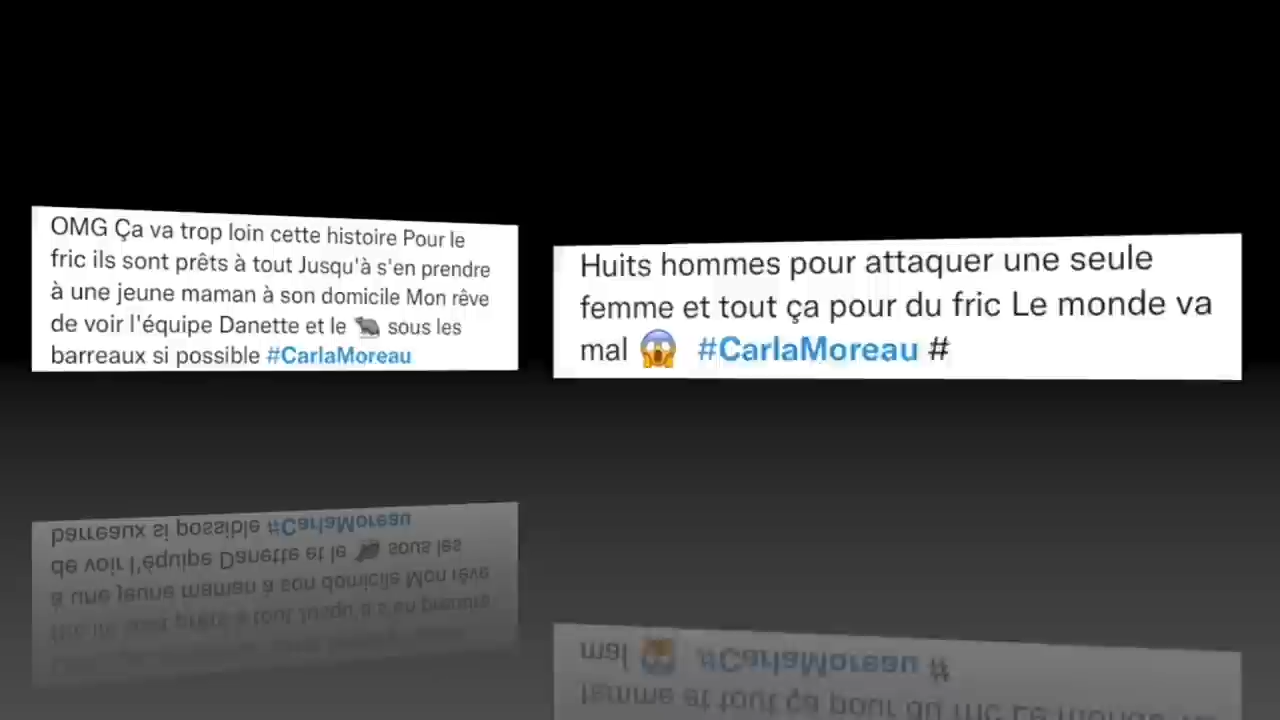 OMG Ça va trop loin cette histoire Pour le
fric ils sont prêts à tout Jusqu'à s'en prendre
à une jeune maman à son domicile Mon rêve
de voir l'équipe Danette et le 🐀 sous les
barreaux si possible #CarlaMoreau
Huits hommes pour attaquer une seule
femme et tout ça pour du fric Le monde va
mal 😱 #CarlaMoreau #